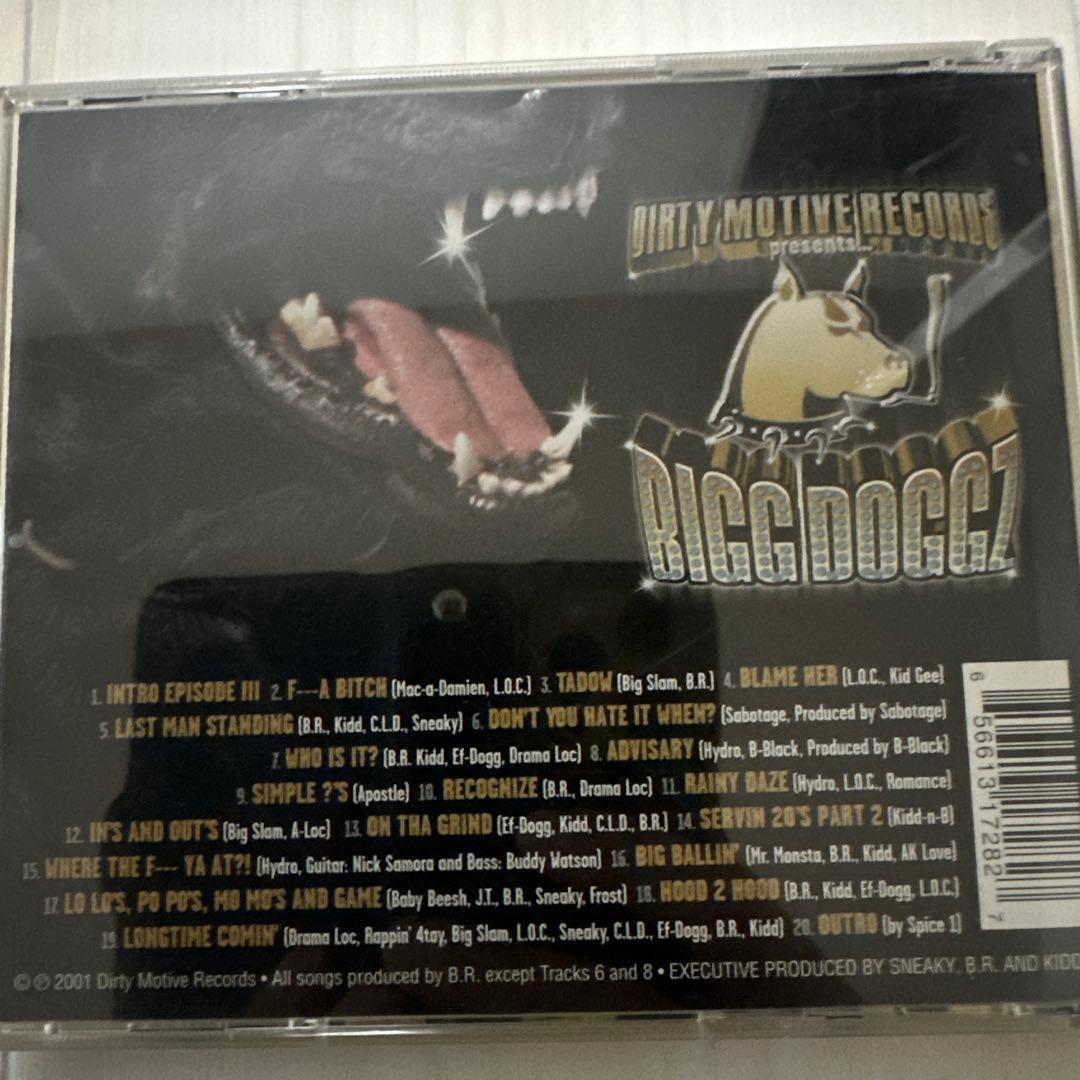 DIRTY MOTIVE RECORDS
presents...
BIGG DOGGZ
1. INTRO EPISODE III 2. F---A BITCH (Mac-a-Damien, L.O.C.) 3. TADOW (Big Slam, B.R.) 4. BLAME HER (L.O.C., Kid Gee)
5. LAST MAN STANDING (B.R., Kidd, C.L.D., Sneaky) 6. DON'T YOU HATE IT WHEN? (Sabotage, Produced by Sabotage)
7. WHO IS IT? (B.R. Kidd, Ef-Dogg, Drama Loc) 8. ADVISARY (Hydro, B-Black, Produced by B-Black)
9. SIMPLE ?'S (Apostle) 10. RECOGNIZE (B.R., Drama Loc) 11. RAINY DAZE (Hydro, L.O.C., Romance)
12. IN'S AND OUT'S (Big Slam, A-Loc) 13. ON THA GRIND (Ef-Dogg, Kidd, C.L.D., B.R.) 14. SERVIN 20'S PART 2 (Kidd-n-B)
15. WHERE THE F--- YA AT?! (Hydro, Guitar: Nick Samora and Bass: Buddy Watson) 16. BIG BALLIN' (Mr. Monsta, B.R., Kidd, AK Love)
17. LO LO'S, PO PO'S, MO MO'S AND GAME (Baby Beesh, J.T., B.R., Sneaky, Frost) 18. HOOD 2 HOOD (B.R., Kidd, Ef-Dogg, L.O.C.)
19. LONGTIME COMIN' (Drama Loc, Rappin' 4tay, Big Slam, L.O.C., Sneaky, C.L.D., Ef-Dogg, B.R., Kidd) 20. OUTRO (by Spice 1)
6 56613 17282 7
© ℗ 2001 Dirty Motive Records • All songs produced by B.R. except Tracks 6 and 8 • EXECUTIVE PRODUCED BY SNEAKY, B.R. AND KIDD